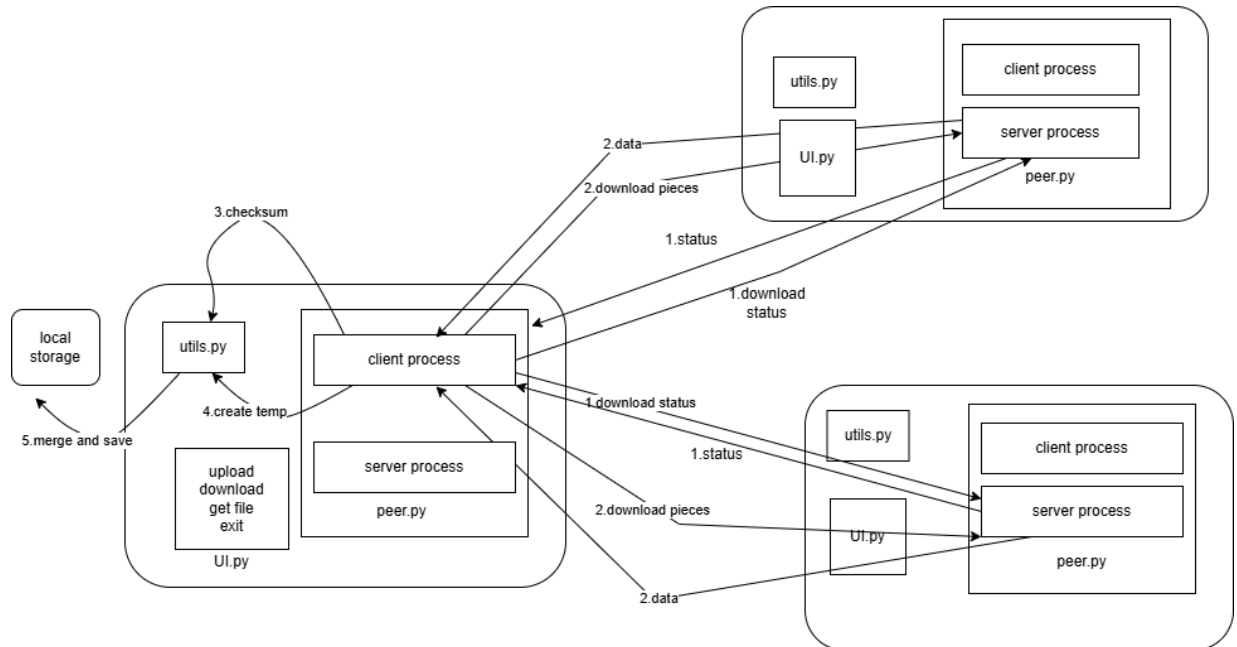 client process
utils.py
server process
UI.py
peer.py
2.data
2.download pieces
3.checksum
1.status
1.download
status
local
storage
utils.py
client process
4.create temp
5.merge and save
upload
download
get file
exit
UI.py
server process
peer.py
1.download status
1.status
2.download pieces
2.data
utils.py
client process
UI.py
server process
peer.py